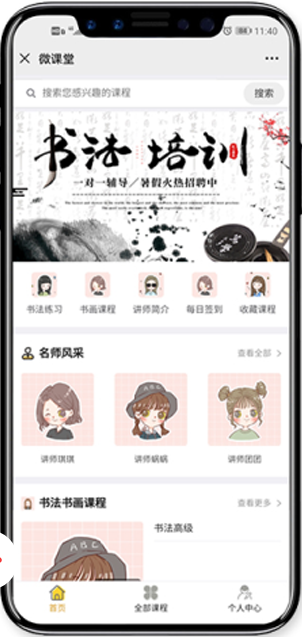 11:40
微课堂
搜索您感兴趣的课程
搜索
书法·培训
一对一辅导／暑假火热招聘中
书法练习
书画课程
讲师简介
每日签到
收藏课程
名师风采
查看全部 >
讲师琪琪
讲师蜗蜗
讲师团团
书法书画课程
查看更多 >
书法高级
ABC
首页
全部课程
个人中心